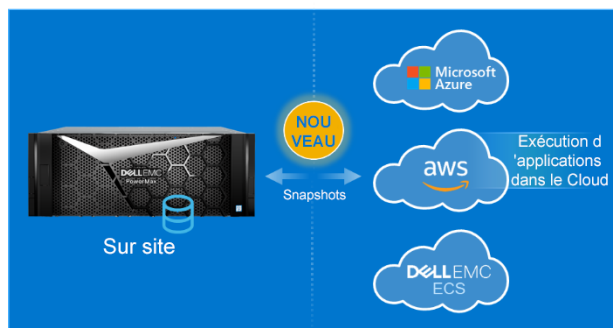 Microsoft
Azure
NOU
VEAU
DELLEMC
PowerMax
Snapshots
aws
Exécution d
'applications
dans le Cloud
Sur site
DELLEMC
ECS